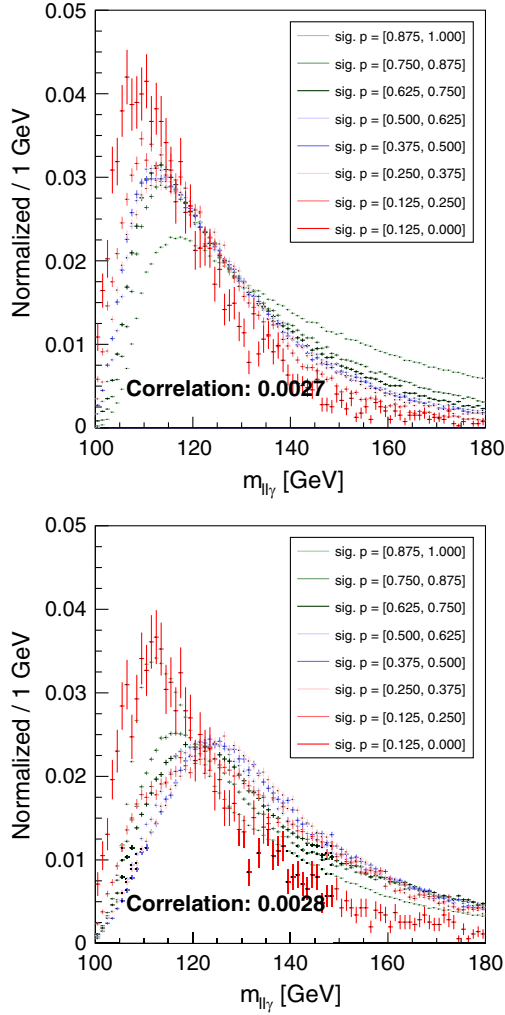 0.05
0.04
0.03
0.02
0.01
0
Normalized / 1 GeV
sig. p = [0.875, 1.000]
sig. p = [0.750, 0.875]
sig. p = [0.625, 0.750]
sig. p = [0.500, 0.625]
sig. p = [0.375, 0.500]
sig. p = [0.250, 0.375]
sig. p = [0.125, 0.250]
sig. p = [0.125, 0.000]
Correlation: 0.0027
100 120 140 160 180
m_{llγ} [GeV]
0.05
0.04
0.03
0.02
0.01
0
Normalized / 1 GeV
sig. p = [0.875, 1.000]
sig. p = [0.750, 0.875]
sig. p = [0.625, 0.750]
sig. p = [0.500, 0.625]
sig. p = [0.375, 0.500]
sig. p = [0.250, 0.375]
sig. p = [0.125, 0.250]
sig. p = [0.125, 0.000]
Correlation: 0.0028
100 120 140 160 180
m_{llγ} [GeV]